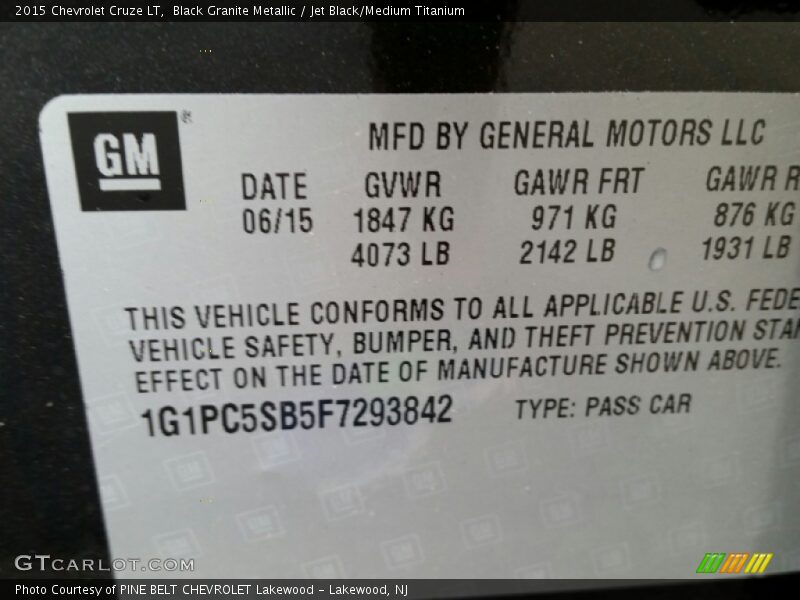 2015 Chevrolet Cruze LT, Black Granite Metallic / Jet Black/Medium Titanium
GM®
MFD BY GENERAL MOTORS LLC
DATE GVWR GAWR FRT GAWR R
06/15 1847 KG 971 KG 876 KG
4073 LB 2142 LB 1931 LB
THIS VEHICLE CONFORMS TO ALL APPLICABLE U.S. FEDE
VEHICLE SAFETY, BUMPER, AND THEFT PREVENTION STAN
EFFECT ON THE DATE OF MANUFACTURE SHOWN ABOVE.
1G1PC5SB5F7293842 TYPE: PASS CAR
GTCARLOT.COM
Photo Courtesy of PINE BELT CHEVROLET Lakewood - Lakewood, NJ